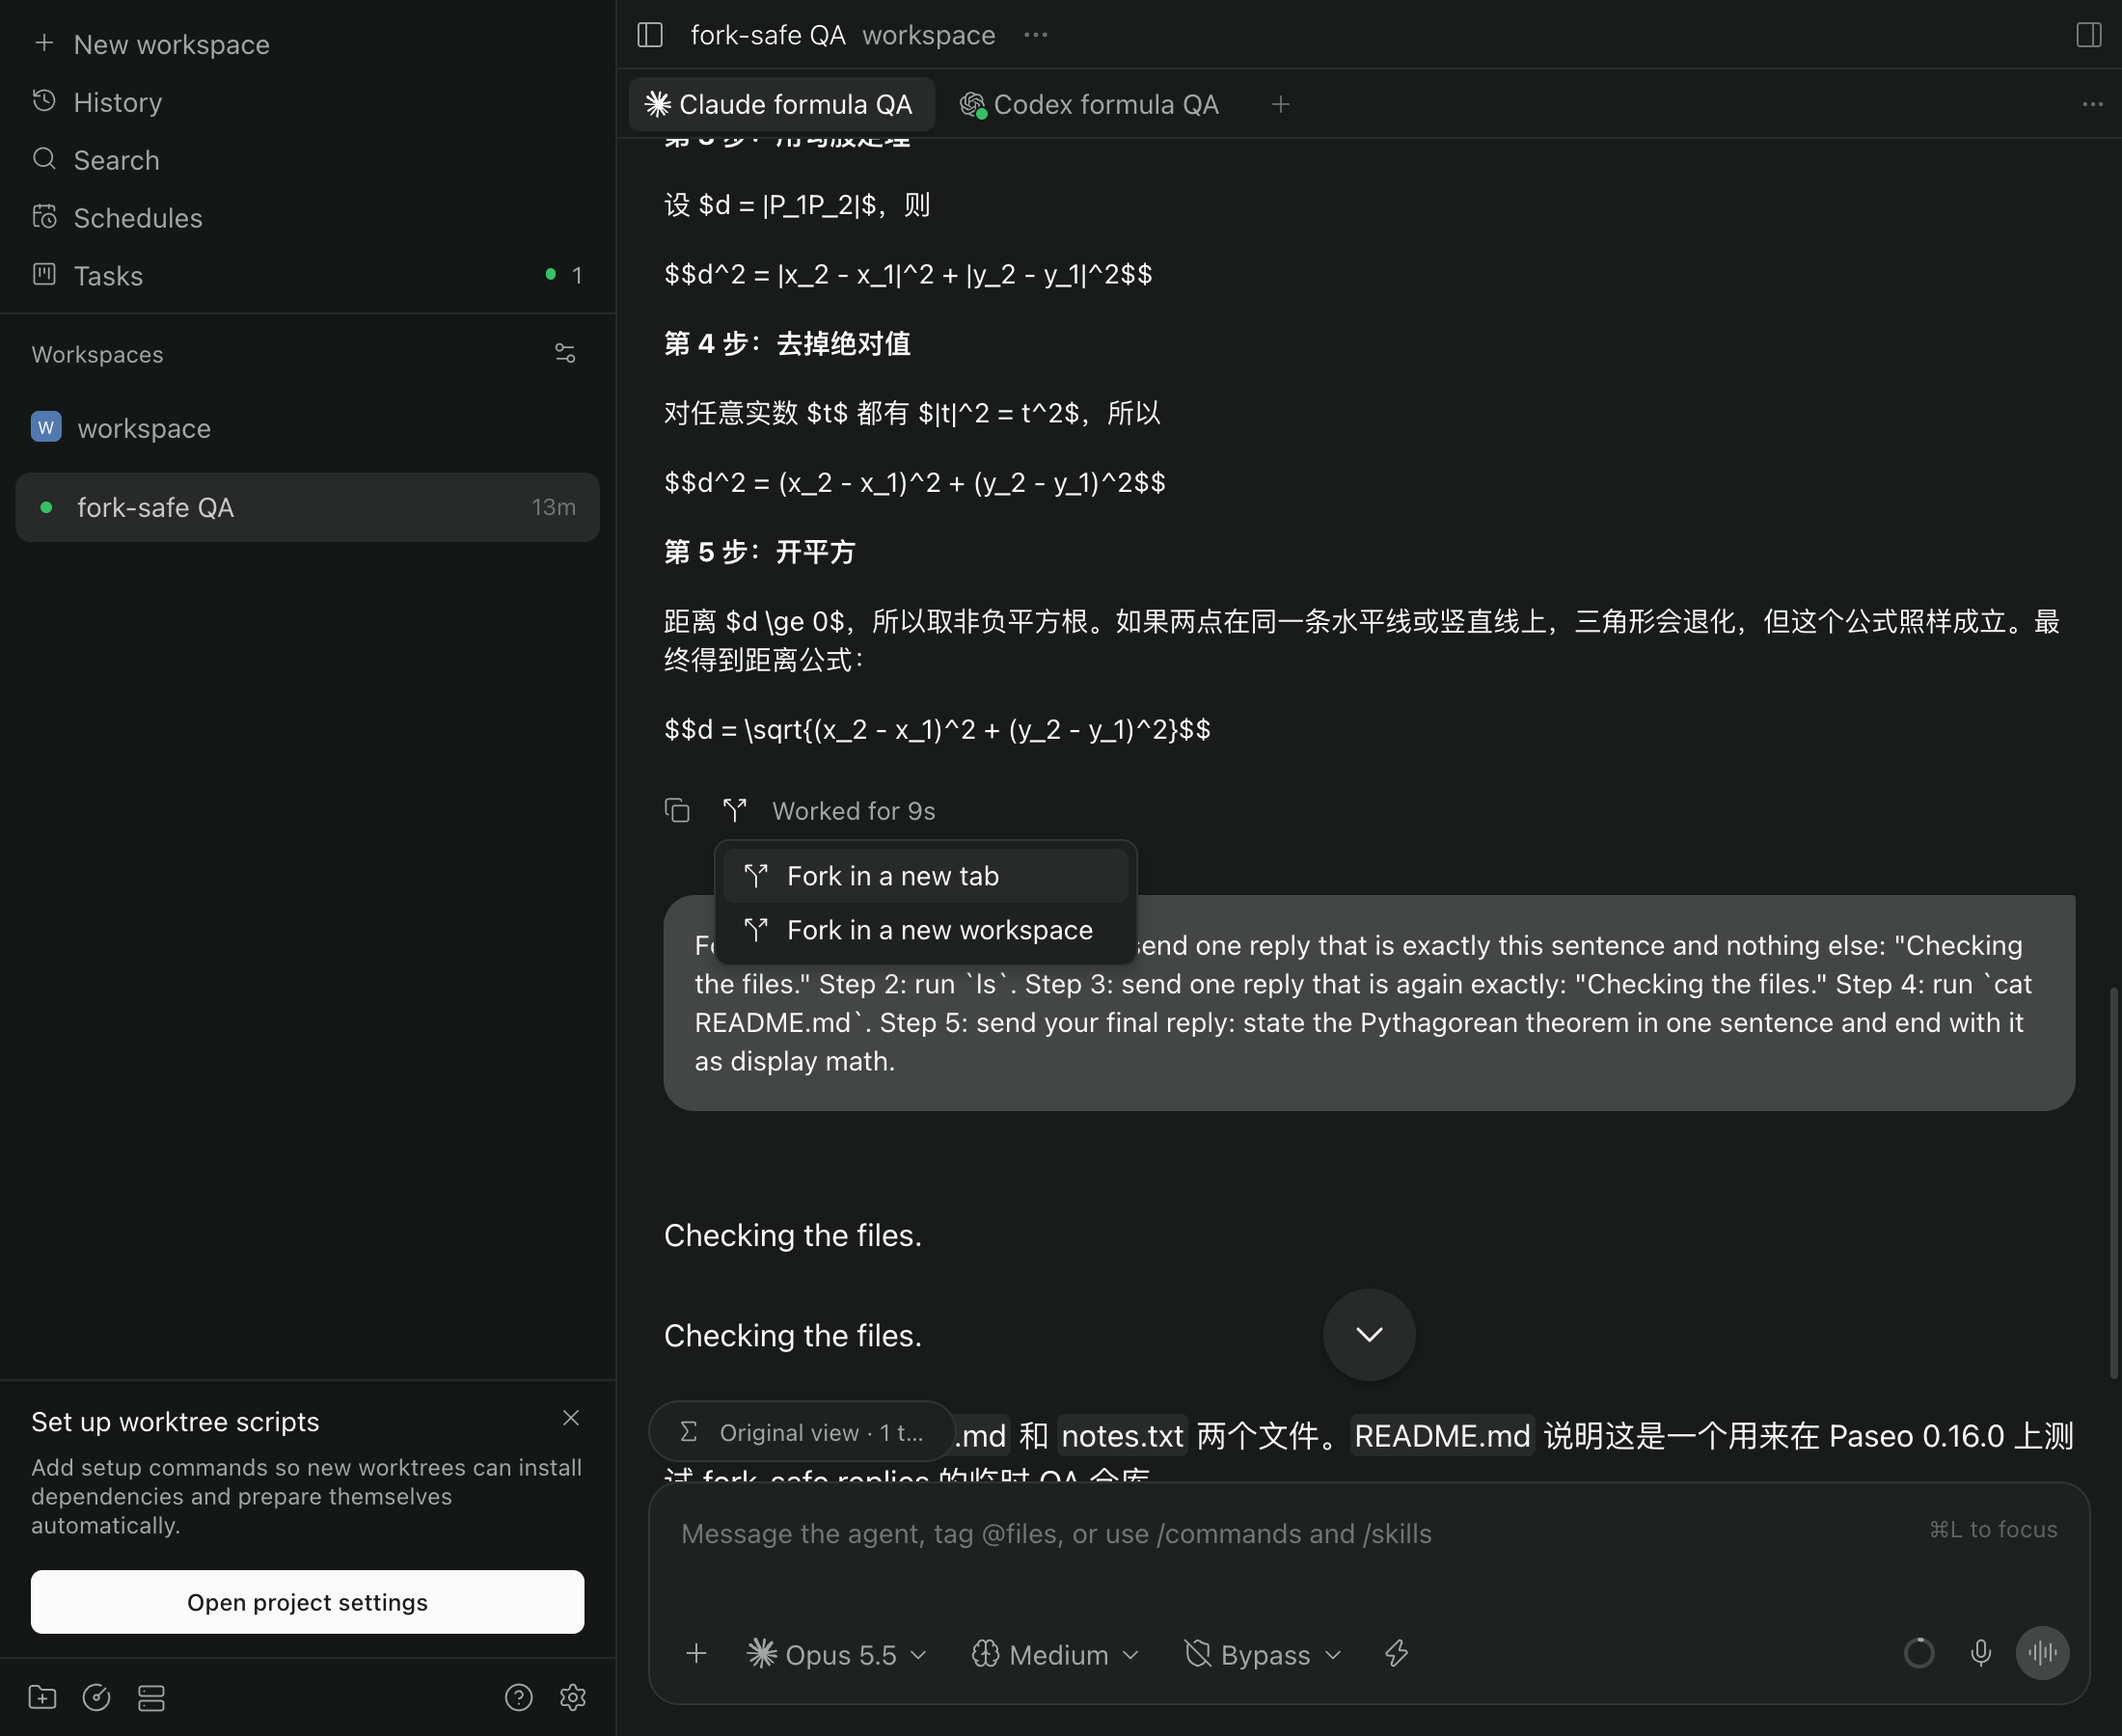 New workspace
History
Search
Schedules
Tasks
1
Workspaces
W
workspace
fork-safe QA
13m
Set up worktree scripts
Add setup commands so new worktrees can install
dependencies and prepare themselves
automatically.
Open project settings
fork-safe QA workspace
Claude formula QA
Codex formula QA
设 $d = |P_1P_2|$，则
$$d^2 = |x_2 - x_1|^2 + |y_2 - y_1|^2$$
第 4 步：去掉绝对值
对任意实数 $t$ 都有 $|t|^2 = t^2$，所以
$$d^2 = (x_2 - x_1)^2 + (y_2 - y_1)^2$$
第 5 步：开平方
距离 $d \ge 0$，所以取非负平方根。如果两点在同一条水平线或竖直线上，三角形会退化，但这个公式照样成立。最
终得到距离公式：
$$d = \sqrt{(x_2 - x_1)^2 + (y_2 - y_1)^2}$$
Worked for 9s
Fork in a new tab
Fork in a new workspace
send one reply that is exactly this sentence and nothing else: "Checking
the files." Step 2: run `ls`. Step 3: send one reply that is again exactly: "Checking the files." Step 4: run `cat
README.md`. Step 5: send your final reply: state the Pythagorean theorem in one sentence and end with it
as display math.
Checking the files.
Checking the files.
Original view · 1 t...
.md 和 notes.txt 两个文件。README.md 说明这是一个用来在 Paseo 0.16.0 上测
试 fork-safe replies 的临时 QA 仓库
Message the agent, tag @files, or use /commands and /skills
⌘L to focus
Opus 5.5
Medium
Bypass